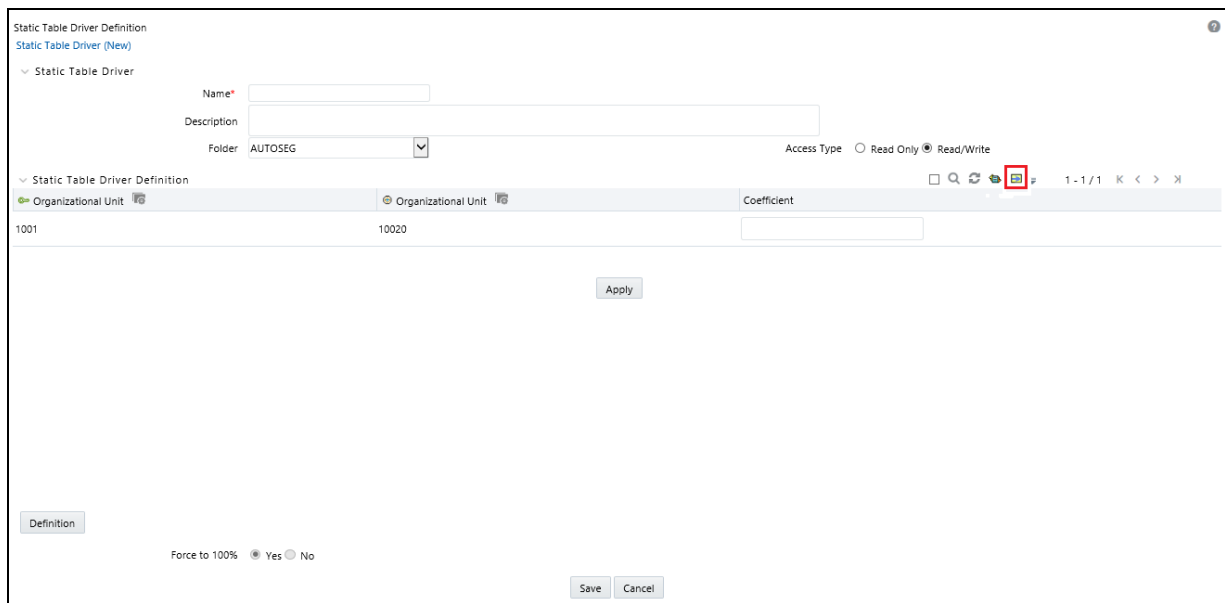 Static Table Driver Definition
Static Table Driver (New)
Static Table Driver
Name*
Description
Folder AUTOSEG Access Type Read Only Read/Write
Static Table Driver Definition 1 - 1 / 1
Organizational Unit Organizational Unit Coefficient
1001 10020
Apply
Definition
Force to 100% Yes No
Save Cancel